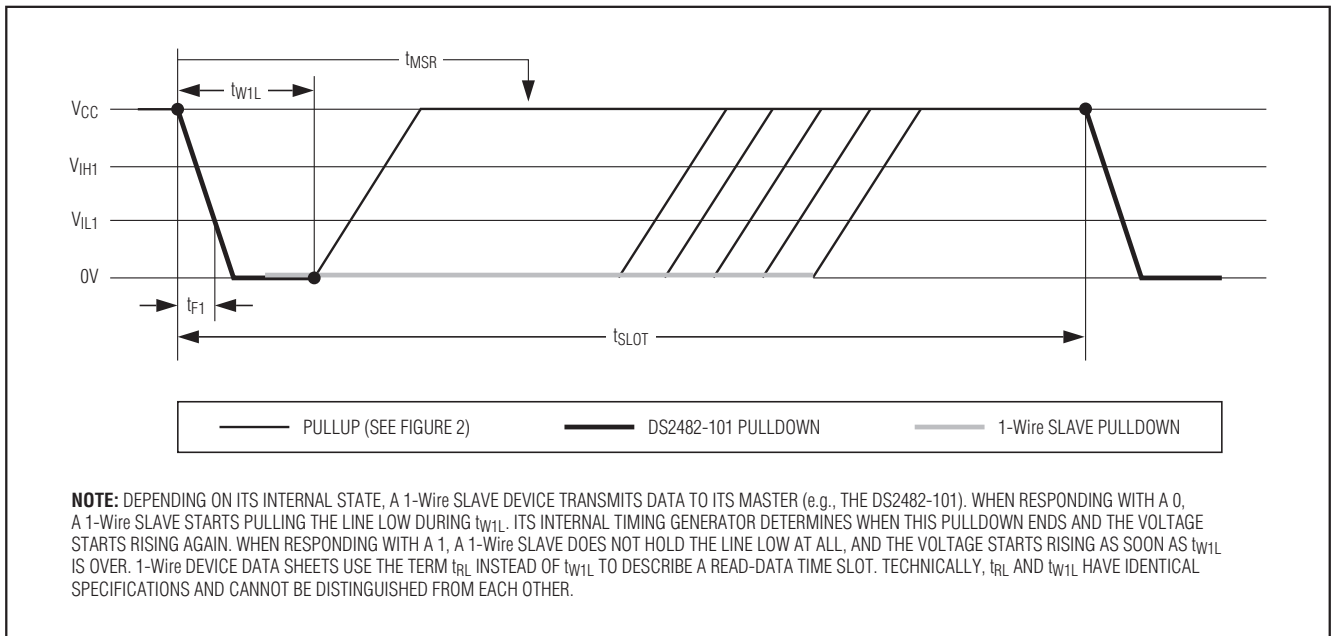 tMSR
tW1L
VCC
VIH1
VIL1
0V
tF1
tSLOT
PULLUP (SEE FIGURE 2) DS2482-101 PULLDOWN 1-Wire SLAVE PULLDOWN
NOTE: DEPENDING ON ITS INTERNAL STATE, A 1-Wire SLAVE DEVICE TRANSMITS DATA TO ITS MASTER (e.g., THE DS2482-101). WHEN RESPONDING WITH A 0,
A 1-Wire SLAVE STARTS PULLING THE LINE LOW DURING tW1L. ITS INTERNAL TIMING GENERATOR DETERMINES WHEN THIS PULLDOWN ENDS AND THE VOLTAGE
STARTS RISING AGAIN. WHEN RESPONDING WITH A 1, A 1-Wire SLAVE DOES NOT HOLD THE LINE LOW AT ALL, AND THE VOLTAGE STARTS RISING AS SOON AS tW1L
IS OVER. 1-Wire DEVICE DATA SHEETS USE THE TERM tRL INSTEAD OF tW1L TO DESCRIBE A READ-DATA TIME SLOT. TECHNICALLY, tRL AND tW1L HAVE IDENTICAL
SPECIFICATIONS AND CANNOT BE DISTINGUISHED FROM EACH OTHER.